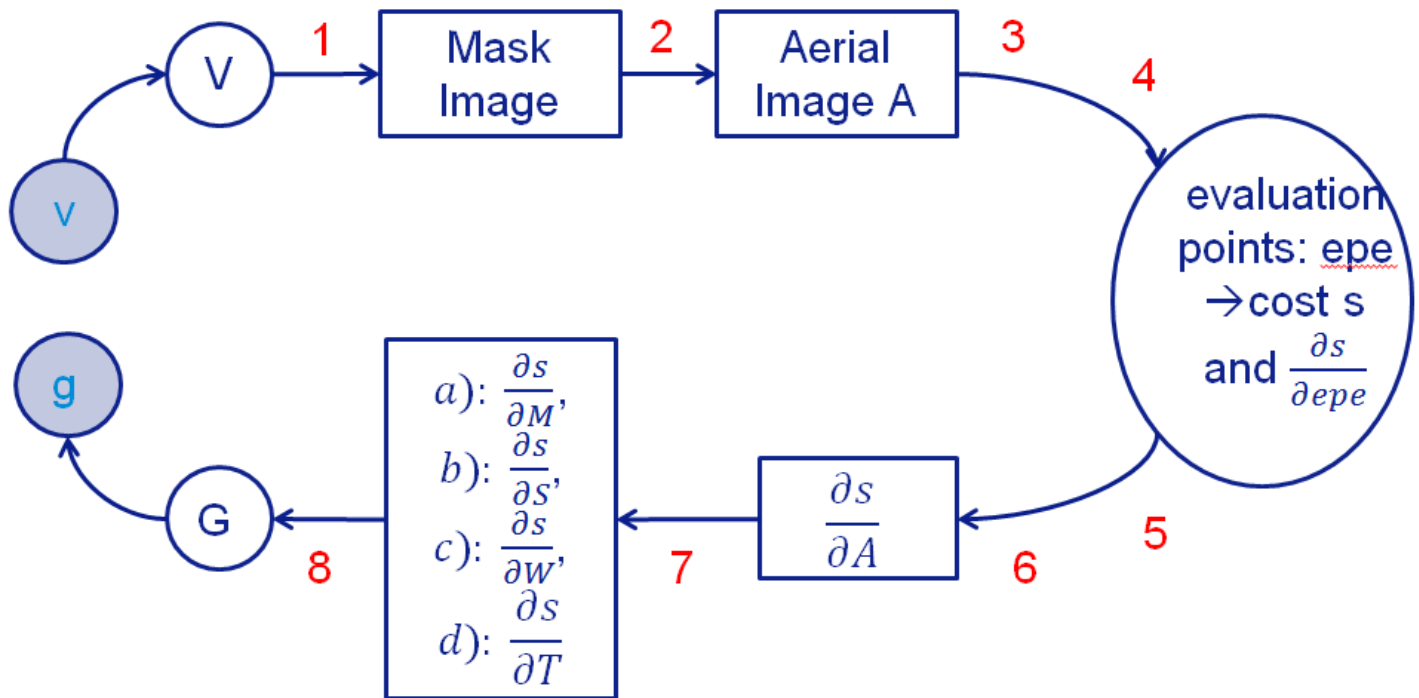 1
2
3
4
V
Mask
Image
Aerial
Image A
v
evaluation
points: epe
→cost s
and ∂s/∂epe
g
G
8
a): ∂s/∂M,
b): ∂s/∂S,
c): ∂s/∂W,
d): ∂s/∂T
7
∂s/∂A
6
5